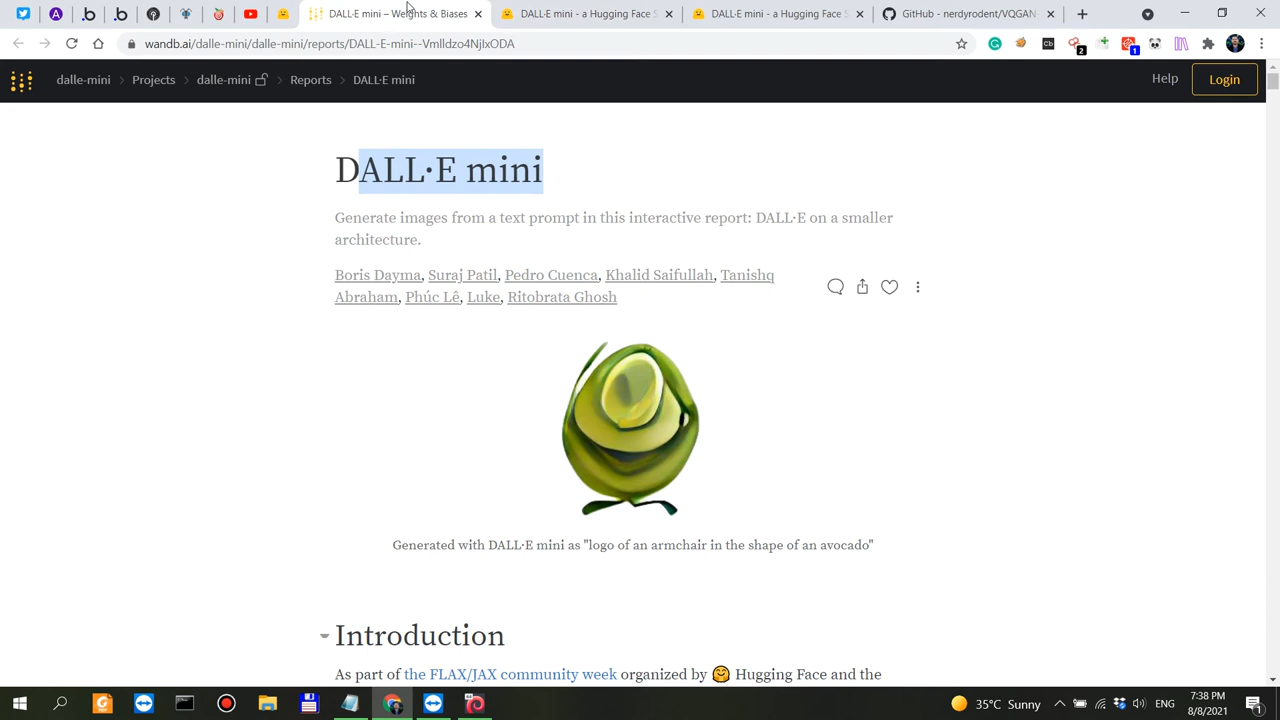 DALL·E mini – Weights & Biases
DALL·E mini - a Hugging Face S
DALL·E mini - a Hugging Face S
GitHub - nerdyrodent/VQGAN
wandb.ai/dalle-mini/dalle-mini/reports/DALL-E-mini--Vmlldzo4NjIxODA
2
1
dalle-mini
Projects
dalle-mini
Reports
DALL·E mini
Help
Login
DALL·E mini
Generate images from a text prompt in this interactive report: DALL·E on a smaller
architecture.
Boris Dayma, Suraj Patil, Pedro Cuenca, Khalid Saifullah, Tanishq
Abraham, Phúc Lê, Luke, Ritobrata Ghosh
Generated with DALL·E mini as "logo of an armchair in the shape of an avocado"
Introduction
As part of the FLAX/JAX community week organized by 🤗 Hugging Face and the
35°C Sunny
ENG
7:38 PM
8/8/2021
1